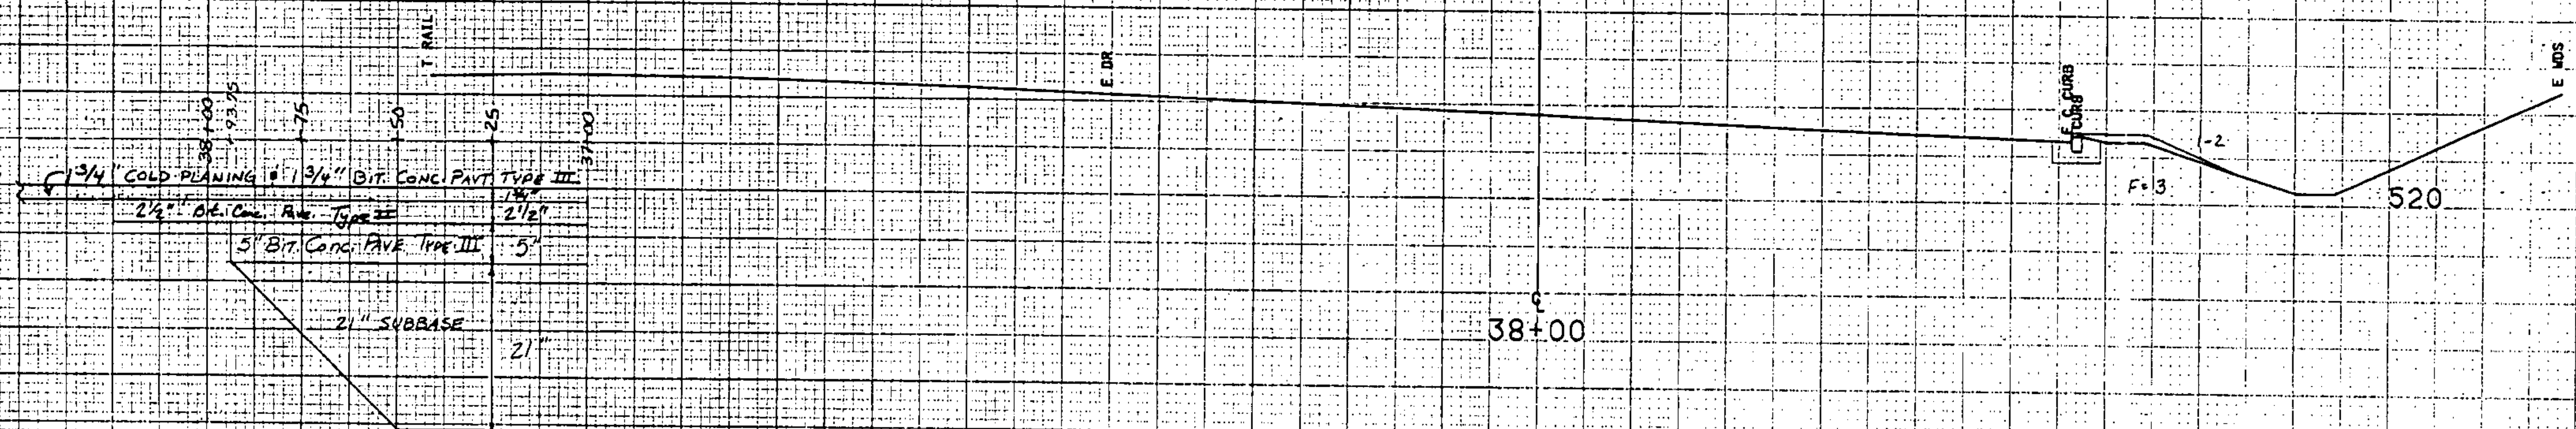 T RAIL
E DR
F C CURB
CURB
E WDS
38+00
+93.75
+75
+50
+25
37+00
1 3/4" COLD PLANING & 1 3/4" BIT. CONC. PAVT TYPE III
1 3/4"
2 1/2" Bit. Conc. Pave. Type II
2 1/2"
5" BIT. CONC. PAVE TYPE III 5"
21" SUBBASE
21"
1-2
F=3
520
38+00